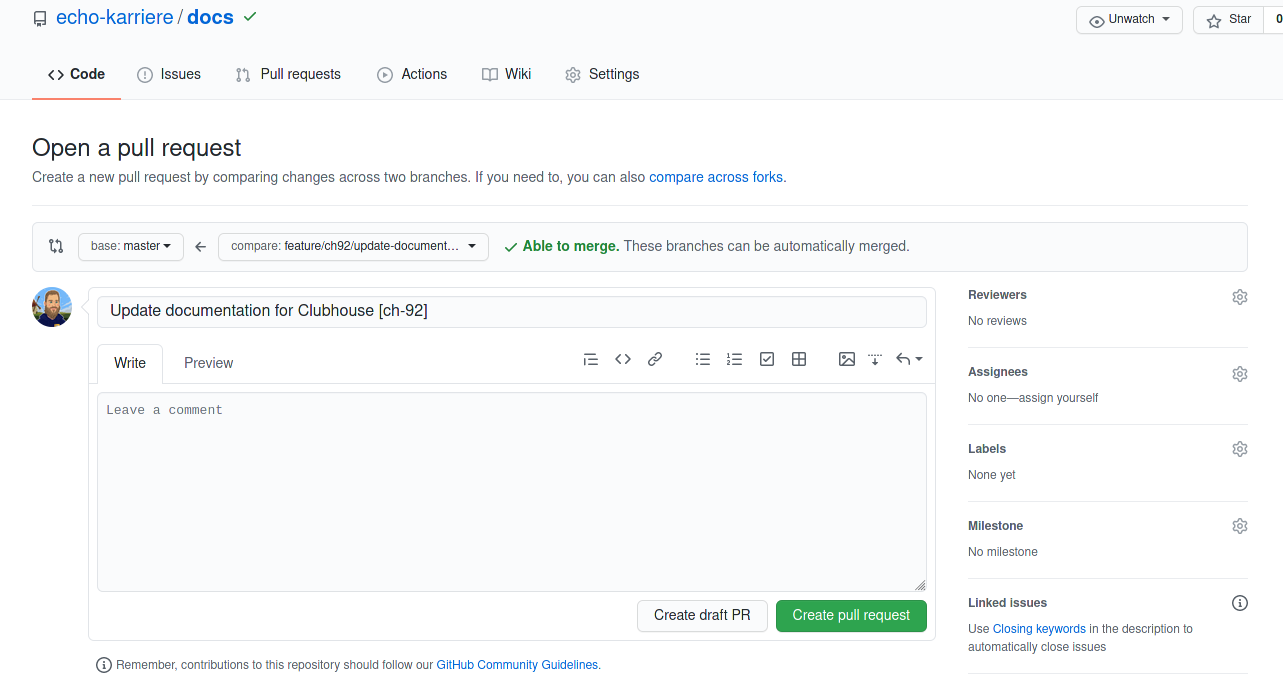 echo-karriere / docs
Unwatch
Star
0
Code
Issues
Pull requests
Actions
Wiki
Settings
Open a pull request
Create a new pull request by comparing changes across two branches. If you need to, you can also compare across forks.
base: master
compare: feature/ch92/update-document...
Able to merge. These branches can be automatically merged.
Update documentation for Clubhouse [ch-92]
Write
Preview
Leave a comment
Create draft PR
Create pull request
Remember, contributions to this repository should follow our GitHub Community Guidelines.
Reviewers
No reviews
Assignees
No one—assign yourself
Labels
None yet
Milestone
No milestone
Linked issues
Use Closing keywords in the description to
automatically close issues